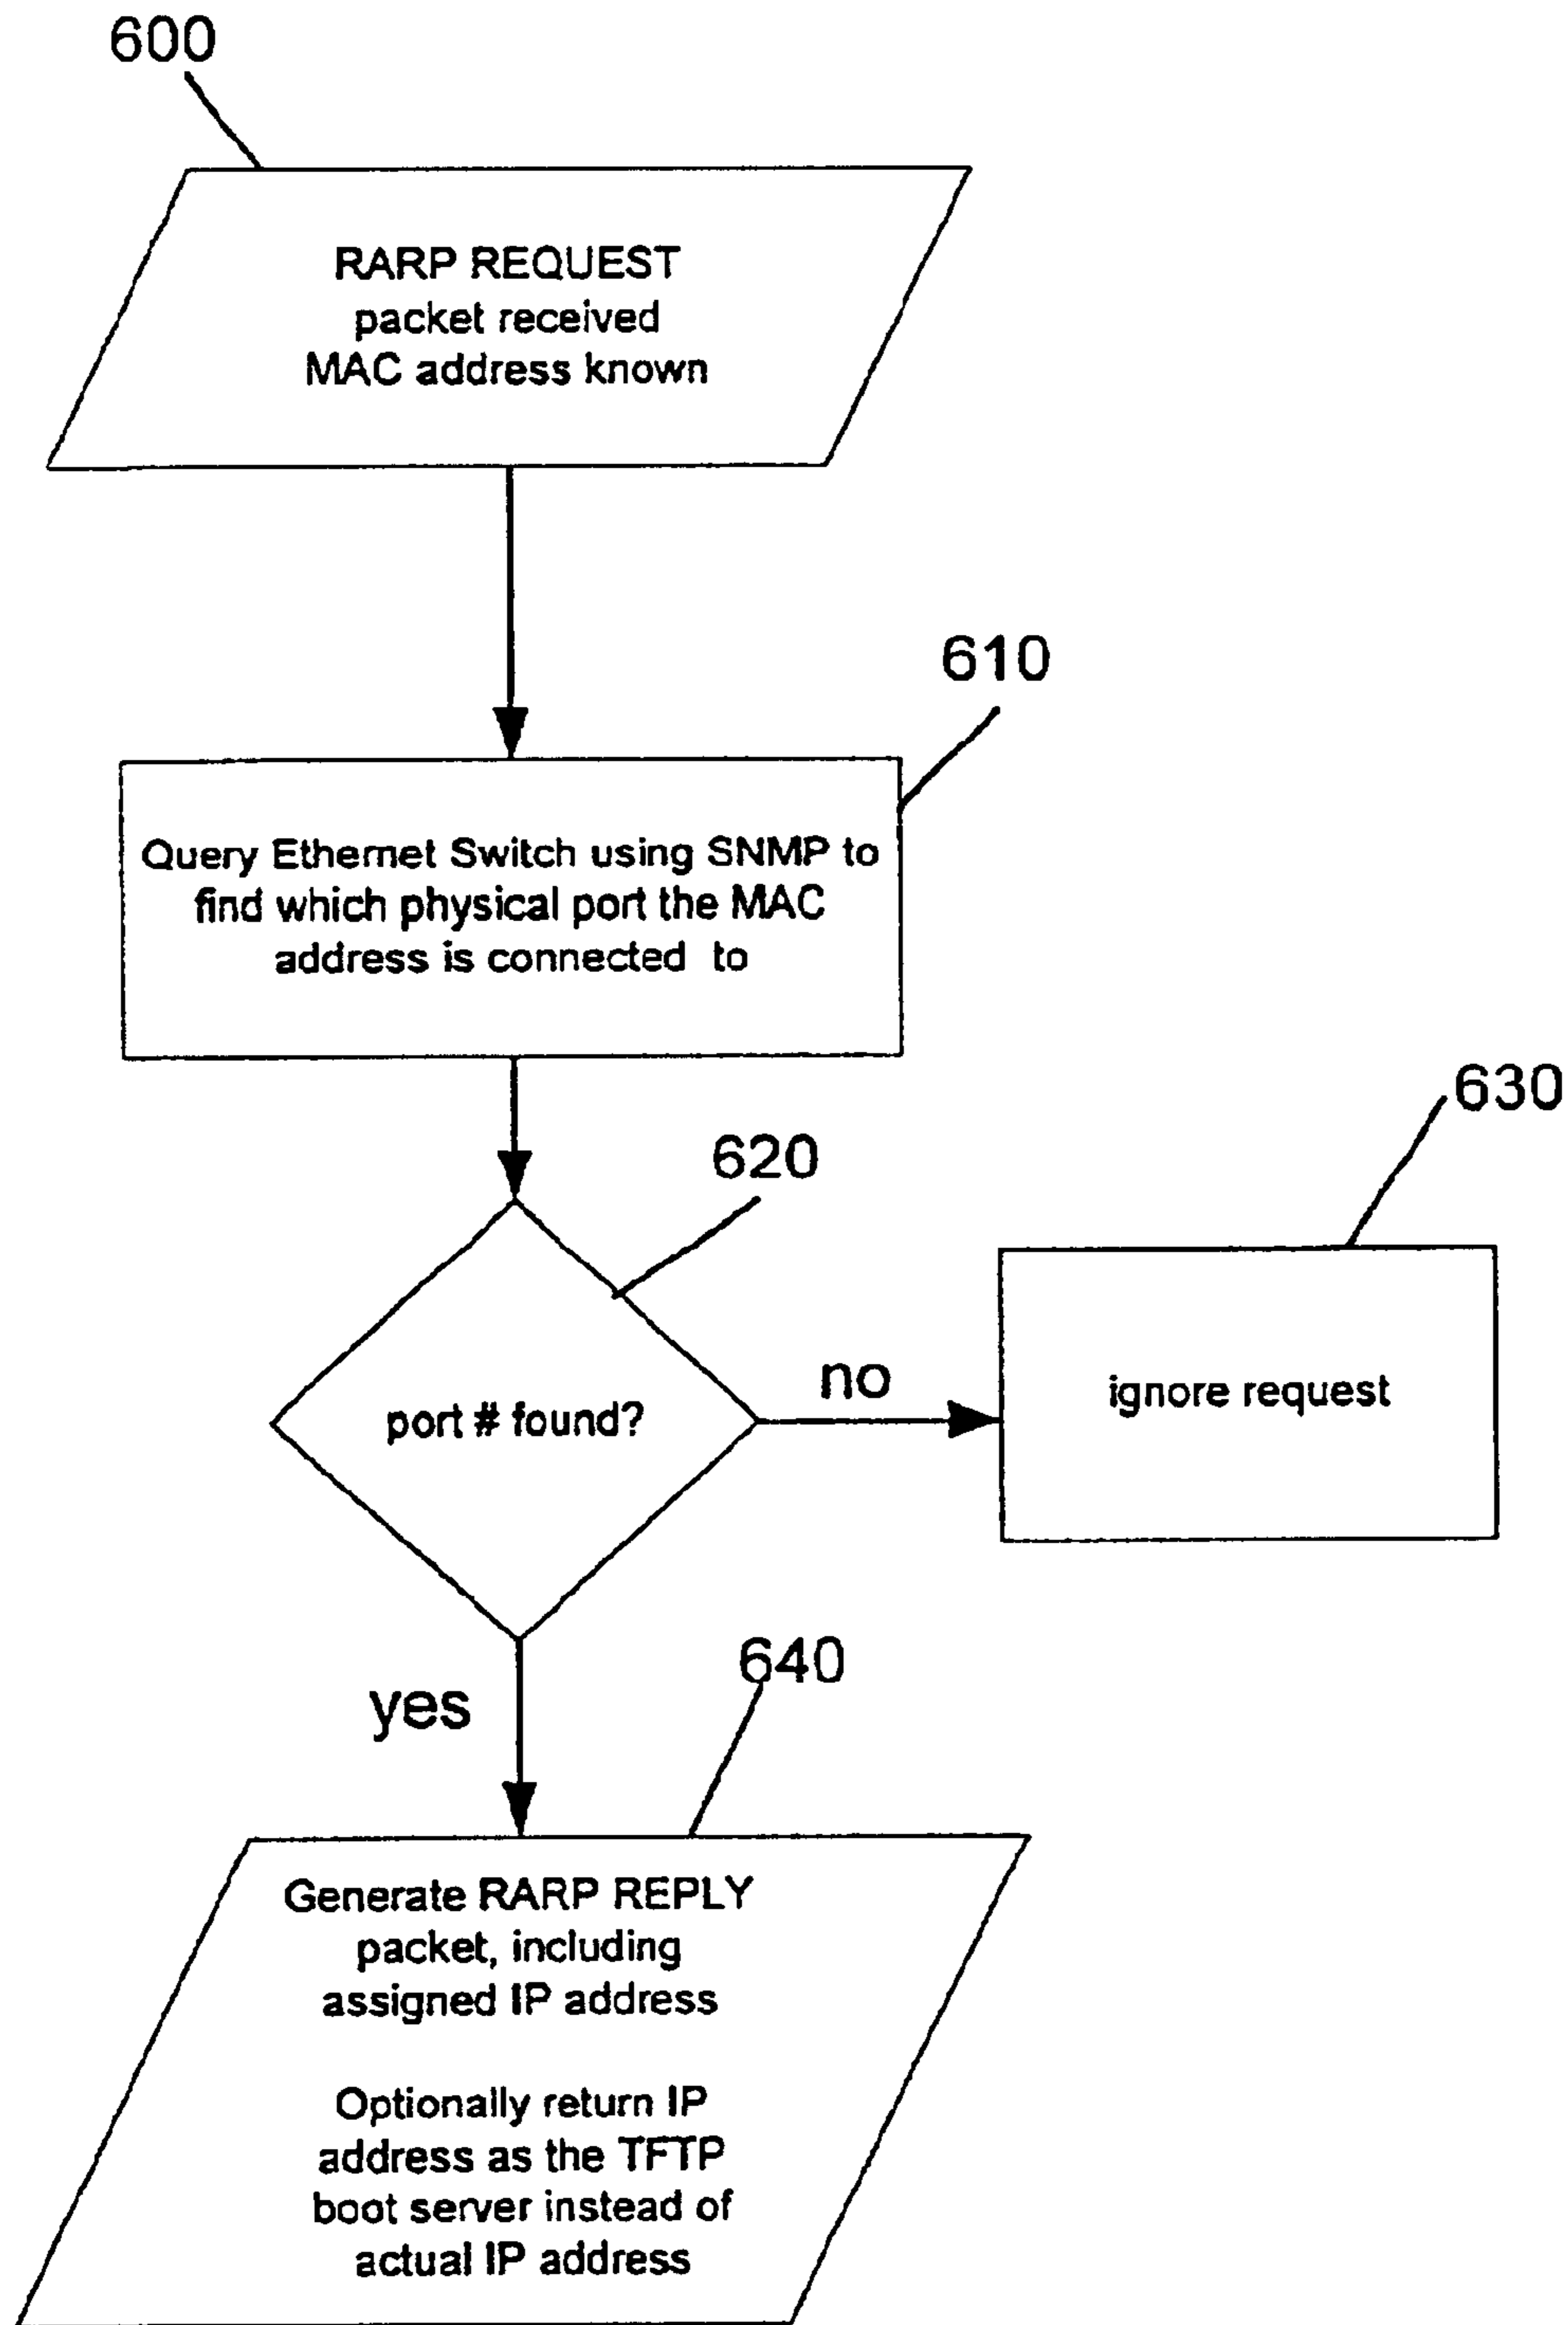 600
RARP REQUEST
packet received
MAC address known
610
Query Ethernet Switch using SNMP to
find which physical port the MAC
address is connected to
620
630
port # found?
no
ignore request
yes
640
Generate RARP REPLY
packet, including
assigned IP address
Optionally return IP
address as the TFTP
boot server instead of
actual IP address